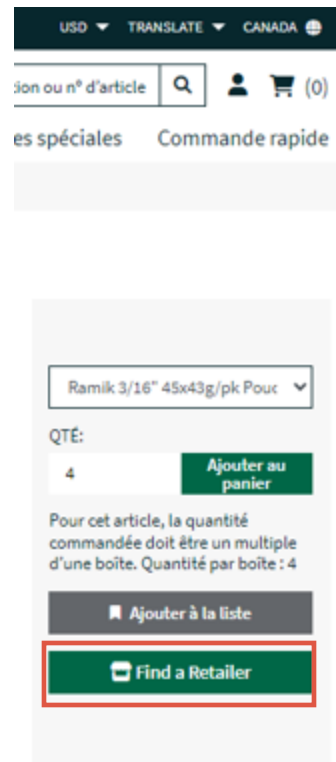 USD TRANSLATE CANADA
ion ou n° d'article
(0)
es spéciales Commande rapide
Ramik 3/16" 45x43g/pk Pouc
QTÉ:
4
Ajouter au
panier
Pour cet article, la quantité
commandée doit être un multiple
d'une boîte. Quantité par boîte : 4
Ajouter à la liste
Find a Retailer